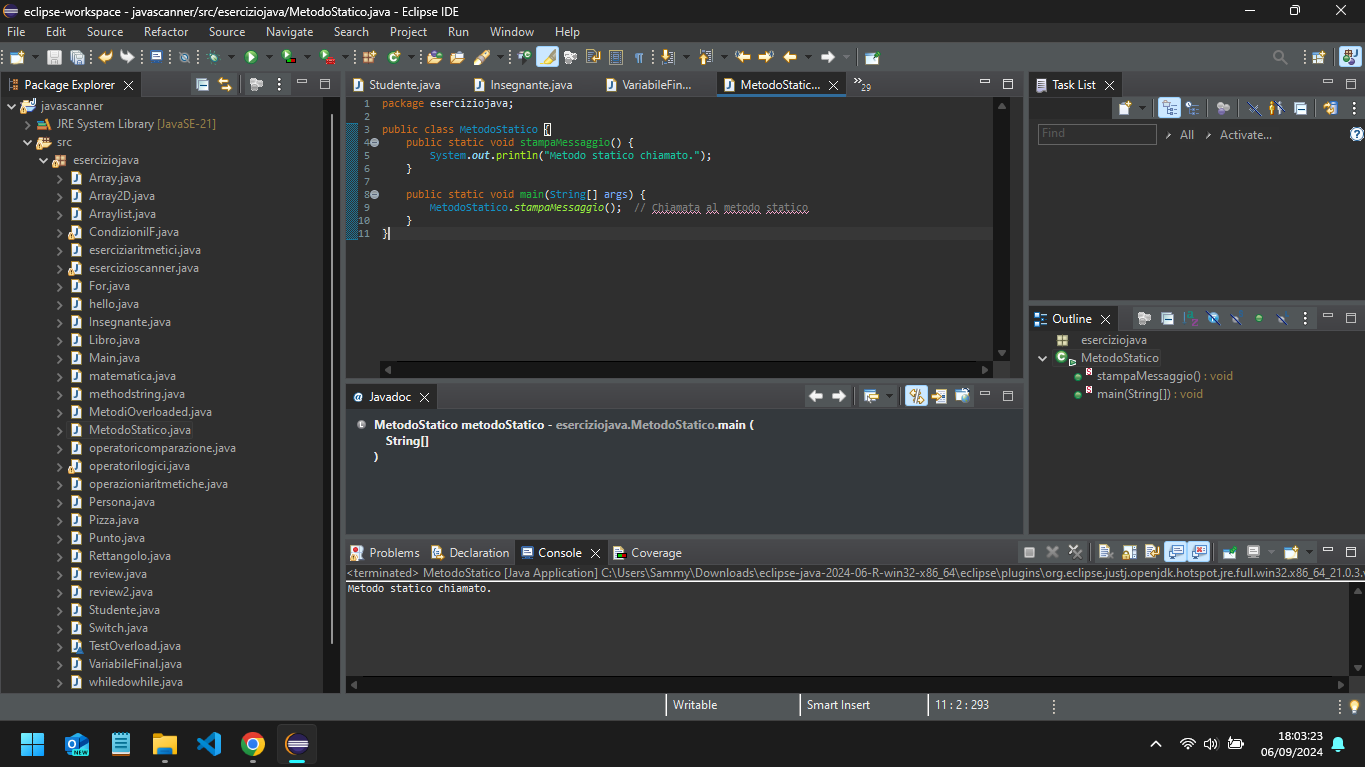 eclipse-workspace - javascanner/src/eserciziojava/MetodoStatico.java - Eclipse IDE
File Edit Source Refactor Source Navigate Search Project Run Window Help
Package Explorer
javascanner
JRE System Library [JavaSE-21]
src
eserciziojava
Array.java
Array2D.java
Arraylist.java
CondizioniIF.java
eserciziaritmetici.java
esercizioscanner.java
For.java
hello.java
Insegnante.java
Libro.java
Main.java
matematica.java
methodstring.java
MetodiOverloaded.java
MetodoStatico.java
operatoricomparazione.java
operatorilogici.java
operazioniaritmetiche.java
Persona.java
Pizza.java
Punto.java
Rettangolo.java
review.java
review2.java
Studente.java
Switch.java
TestOverload.java
VariabileFinal.java
whiledowhile.java
Studente.java Insegnante.java VariabileFin... MetodoStatic... »29
1 package eserciziojava;
2
3 public class MetodoStatico {
4 public static void stampaMessaggio() {
5 System.out.println("Metodo statico chiamato.");
6 }
7
8 public static void main(String[] args) {
9 MetodoStatico.stampaMessaggio(); // Chiamata al metodo statico
10 }
11 }
Javadoc
MetodoStatico metodoStatico - eserciziojava.MetodoStatico.main (
String[]
)
Problems Declaration Console Coverage
<terminated> MetodoStatico [Java Application] C:\Users\Sammy\Downloads\eclipse-java-2024-06-R-win32-x86_64\eclipse\plugins\org.eclipse.justj.openjdk.hotspot.jre.full.win32.x86_64_21.0.3.v
Metodo statico chiamato.
Task List
Find All Activate...
Outline
eserciziojava
MetodoStatico
stampaMessaggio() : void
main(String[]) : void
Writable Smart Insert 11 : 2 : 293
NEW
18:03:23
06/09/2024